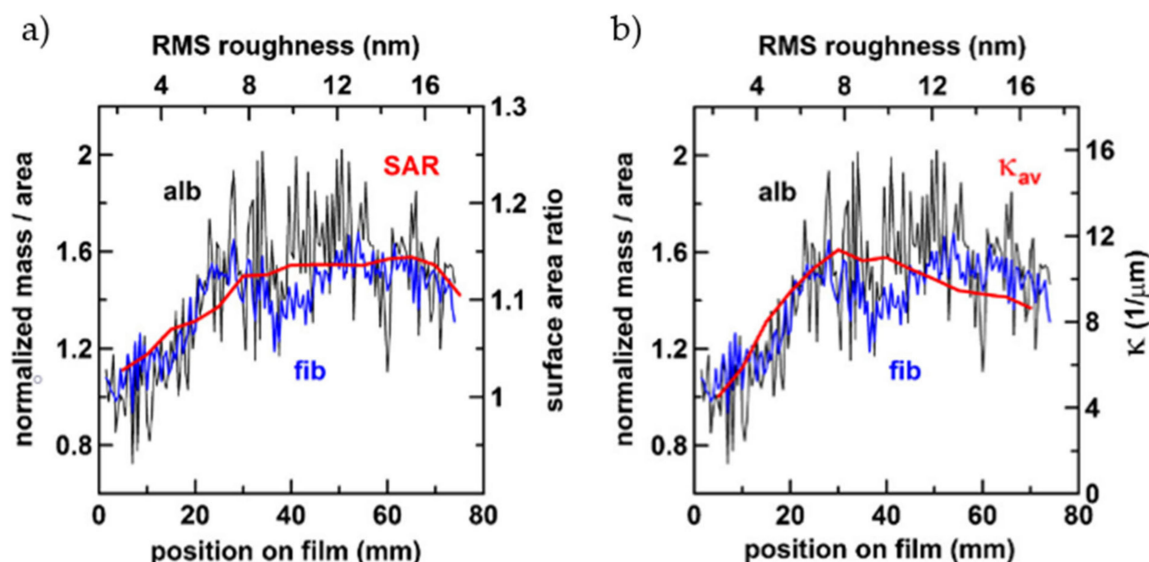 a)
RMS roughness (nm)
4 8 12 16
normalized mass / area
2
1.6
1.2
0.8
alb
SAR
fib
1.3
1.2
1.1
1
surface area ratio
0 20 40 60 80
position on film (mm)
b)
RMS roughness (nm)
4 8 12 16
normalized mass / area
2
1.6
1.2
0.8
alb
κav
fib
16
12
8
4
0
κ (1/μm)
0 20 40 60 80
position on film (mm)